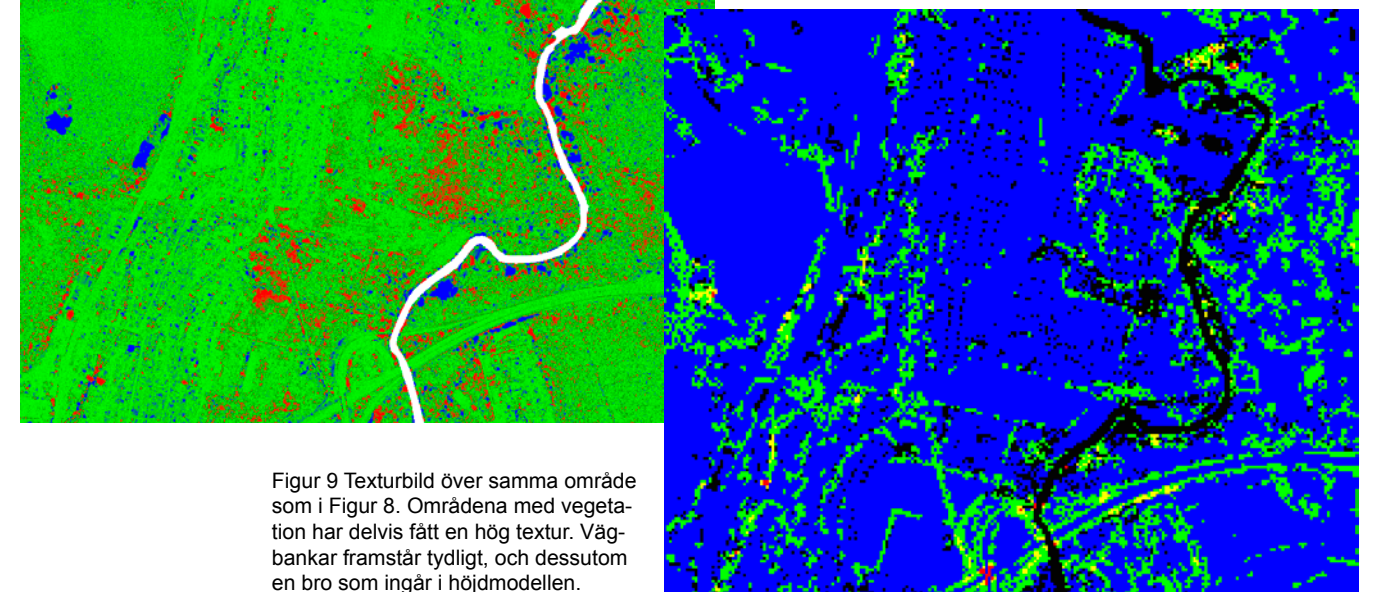 Figur 9 Texturbild över samma område
som i Figur 8. Områdena med vegeta-
tion har delvis fått en hög textur. Väg-
bankar framstår tydligt, och dessutom
en bro som ingår i höjdmodellen.